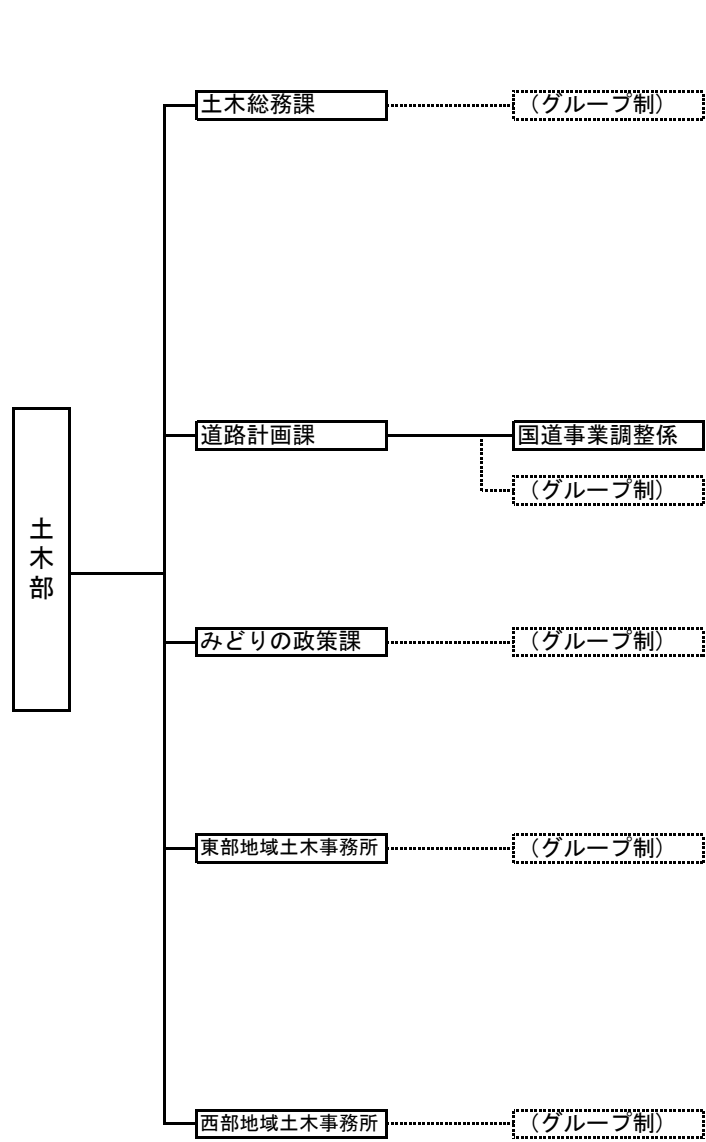 土木総務課
（グループ制）
道路計画課
国道事業調整係
（グループ制）
土木部
みどりの政策課
（グループ制）
東部地域土木事務所
（グループ制）
西部地域土木事務所
（グループ制）